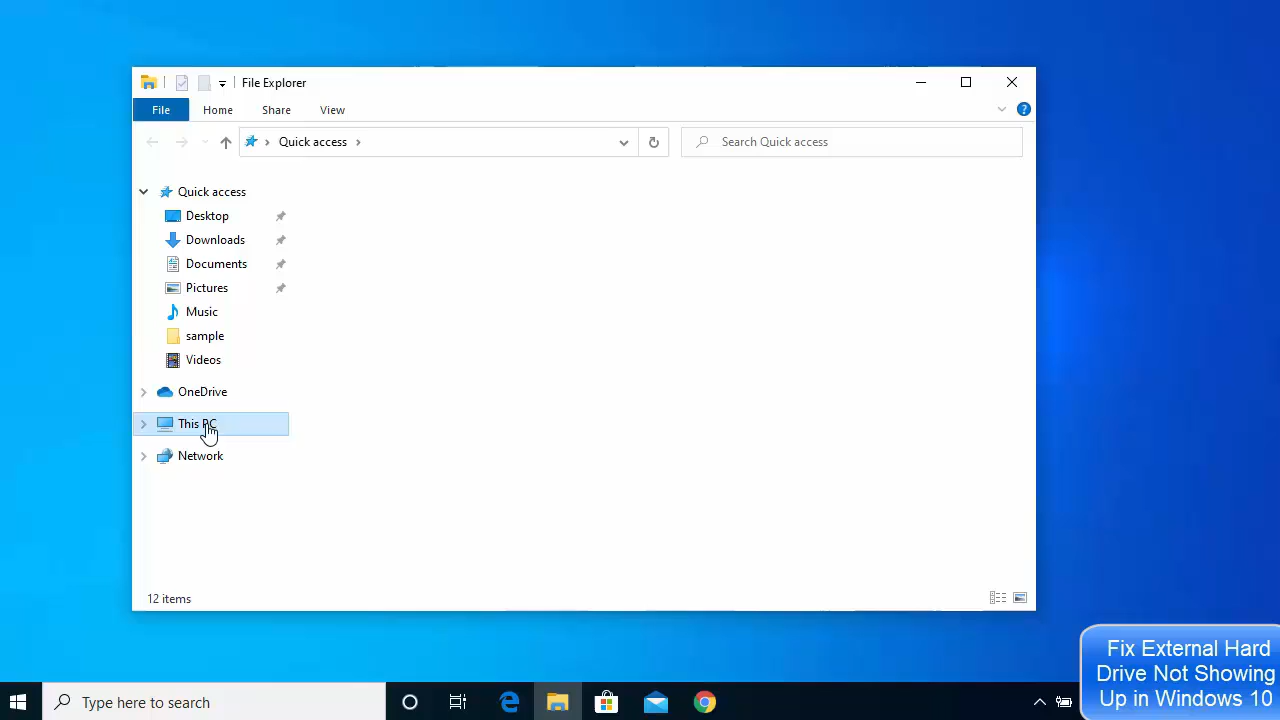 File Explorer
File Home Share View
Quick access Search Quick access
Quick access
Desktop
Downloads
Documents
Pictures
Music
sample
Videos
OneDrive
This PC
Network
12 items
Fix External Hard
Drive Not Showing
Up in Windows 10
Type here to search